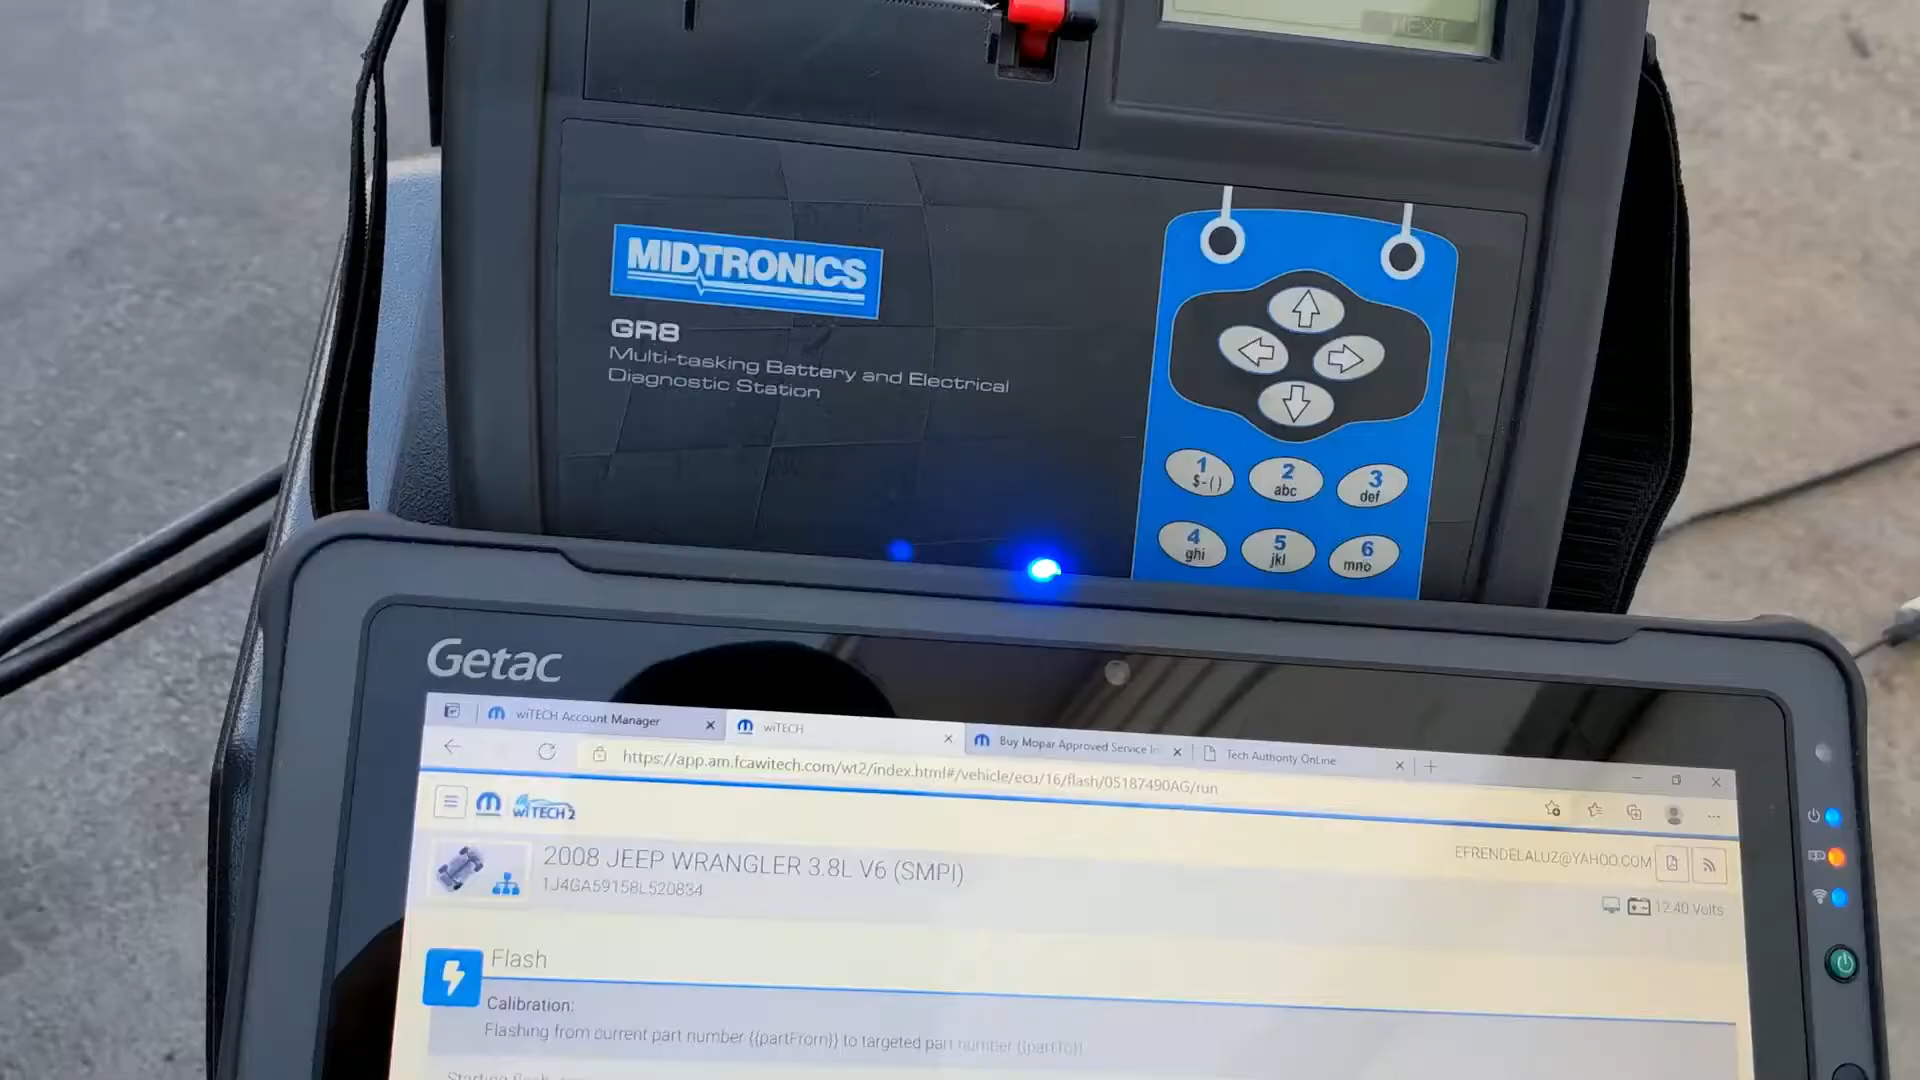 NEXT
MIDTRONICS
GR8
Multi-tasking Battery and Electrical
Diagnostic Station
1 $-() 2 abc 3 def
4 ghi 5 jkl 6 mno
Getac
wiTECH Account Manager
wiTECH
Buy Mopar Approved Service In
Tech Authority OnLine
https://app.am.fcawitech.com/wt2/index.html#/vehicle/ecu/16/flash/05187490AG/run
wiTECH2
2008 JEEP WRANGLER 3.8L V6 (SMPI)
1J4GA59158L520834
EFRENDELALUZ@YAHOO.COM
12.40 Volts
Flash
Calibration:
Flashing from current part number {{partFrom}} to targeted part number {{partTo}}
Starting